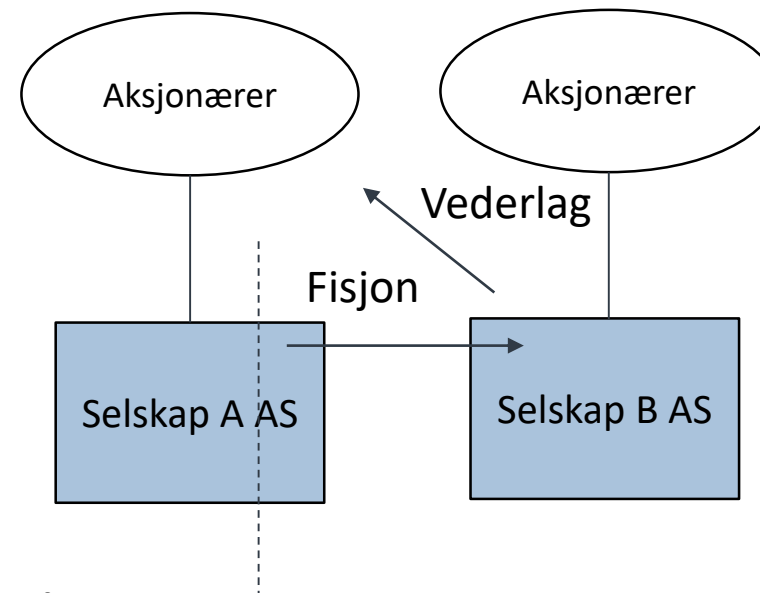 Aksjonærer
Aksjonærer
Vederlag
Fisjon
Selskap A AS
Selskap B AS